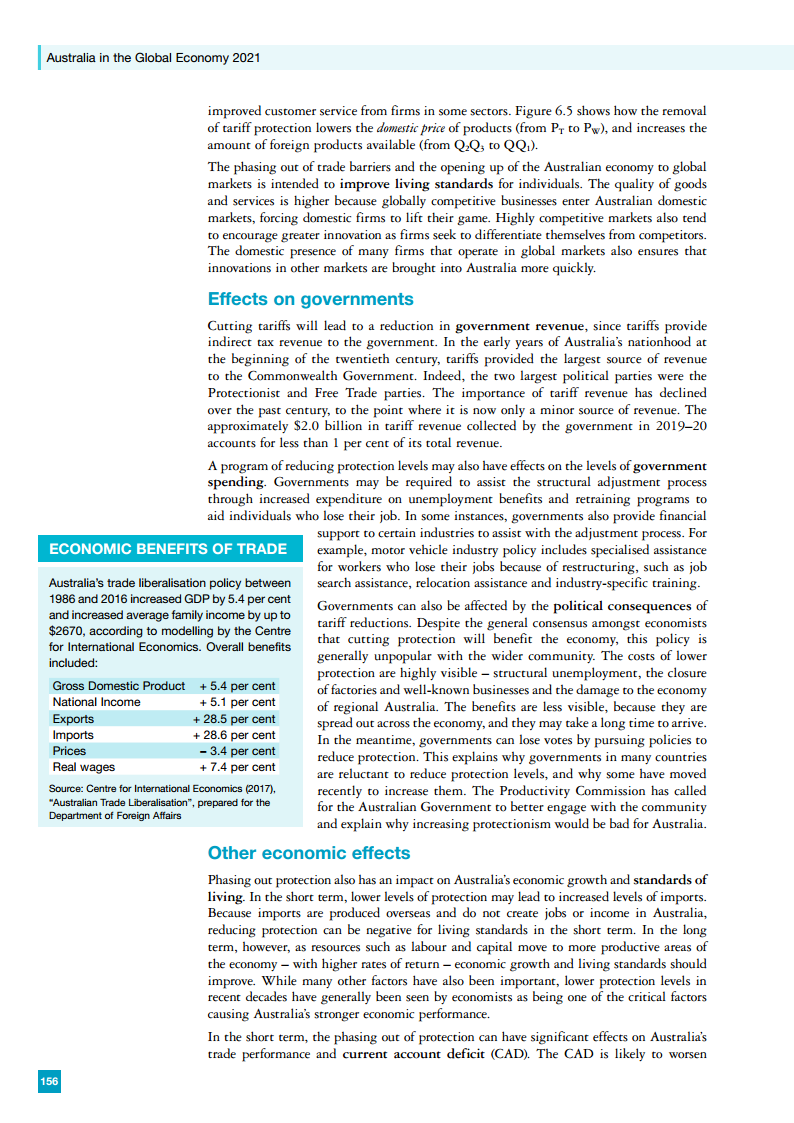 Australia in the Global Economy 2021
improved customer service from firms in some sectors. Figure 6.5 shows how the removal
of tariff protection lowers the domestic price of products (from PT to PW), and increases the
amount of foreign products available (from Q2Q3 to QQ1).
The phasing out of trade barriers and the opening up of the Australian economy to global
markets is intended to improve living standards for individuals. The quality of goods
and services is higher because globally competitive businesses enter Australian domestic
markets, forcing domestic firms to lift their game. Highly competitive markets also tend
to encourage greater innovation as firms seek to differentiate themselves from competitors.
The domestic presence of many firms that operate in global markets also ensures that
innovations in other markets are brought into Australia more quickly.
Effects on governments
Cutting tariffs will lead to a reduction in government revenue, since tariffs provide
indirect tax revenue to the government. In the early years of Australia's nationhood at
the beginning of the twentieth century, tariffs provided the largest source of revenue
to the Commonwealth Government. Indeed, the two largest political parties were the
Protectionist and Free Trade parties. The importance of tariff revenue has declined
over the past century, to the point where it is now only a minor source of revenue. The
approximately $2.0 billion in tariff revenue collected by the government in 2019–20
accounts for less than 1 per cent of its total revenue.
A program of reducing protection levels may also have effects on the levels of government
spending. Governments may be required to assist the structural adjustment process
through increased expenditure on unemployment benefits and retraining programs to
aid individuals who lose their job. In some instances, governments also provide financial
support to certain industries to assist with the adjustment process. For
example, motor vehicle industry policy includes specialised assistance
for workers who lose their jobs because of restructuring, such as job
search assistance, relocation assistance and industry-specific training.
Governments can also be affected by the political consequences of
tariff reductions. Despite the general consensus amongst economists
that cutting protection will benefit the economy, this policy is
generally unpopular with the wider community. The costs of lower
protection are highly visible – structural unemployment, the closure
of factories and well-known businesses and the damage to the economy
of regional Australia. The benefits are less visible, because they are
spread out across the economy, and they may take a long time to arrive.
In the meantime, governments can lose votes by pursuing policies to
reduce protection. This explains why governments in many countries
are reluctant to reduce protection levels, and why some have moved
recently to increase them. The Productivity Commission has called
for the Australian Government to better engage with the community
and explain why increasing protectionism would be bad for Australia.
ECONOMIC BENEFITS OF TRADE
Australia's trade liberalisation policy between
1986 and 2016 increased GDP by 5.4 per cent
and increased average family income by up to
$2670, according to modelling by the Centre
for International Economics. Overall benefits
included:
Gross Domestic Product + 5.4 per cent
National Income + 5.1 per cent
Exports + 28.5 per cent
Imports + 28.6 per cent
Prices – 3.4 per cent
Real wages + 7.4 per cent
Source: Centre for International Economics (2017),
"Australian Trade Liberalisation", prepared for the
Department of Foreign Affairs
Other economic effects
Phasing out protection also has an impact on Australia's economic growth and standards of
living. In the short term, lower levels of protection may lead to increased levels of imports.
Because imports are produced overseas and do not create jobs or income in Australia,
reducing protection can be negative for living standards in the short term. In the long
term, however, as resources such as labour and capital move to more productive areas of
the economy – with higher rates of return – economic growth and living standards should
improve. While many other factors have also been important, lower protection levels in
recent decades have generally been seen by economists as being one of the critical factors
causing Australia's stronger economic performance.
In the short term, the phasing out of protection can have significant effects on Australia's
trade performance and current account deficit (CAD). The CAD is likely to worsen
156